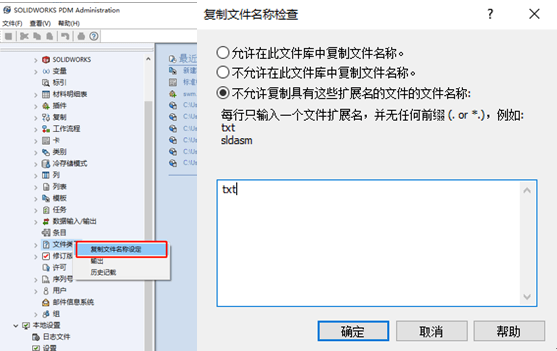 SOLIDWORKS PDM Administration
文件(F) 查看(V) 帮助(H)
SOLIDWORKS
变量
标引
材料明细表
插件
复制
工作流程
卡
类别
冷存储模式
列
列表
模板
任务
数据输入/输出
条目
文件类
复制文件名称设定
修订版
输出
许可
历史记载
序列号
用户
邮件信息系统
组
本地设置
日志文件
设置
最近
新建
标准
swm
C:\Us
C:\Us
C:\Us
C:\Us
C:\Us
复制文件名称检查
允许在此文件库中复制文件名称。
不允许在此文件库中复制文件名称。
不允许复制具有这些扩展名的文件的文件名称:
每行只输入一个文件扩展名，并无任何前缀 (. or *.)，例如:
txt
sldasm
txt
确定 取消 帮助